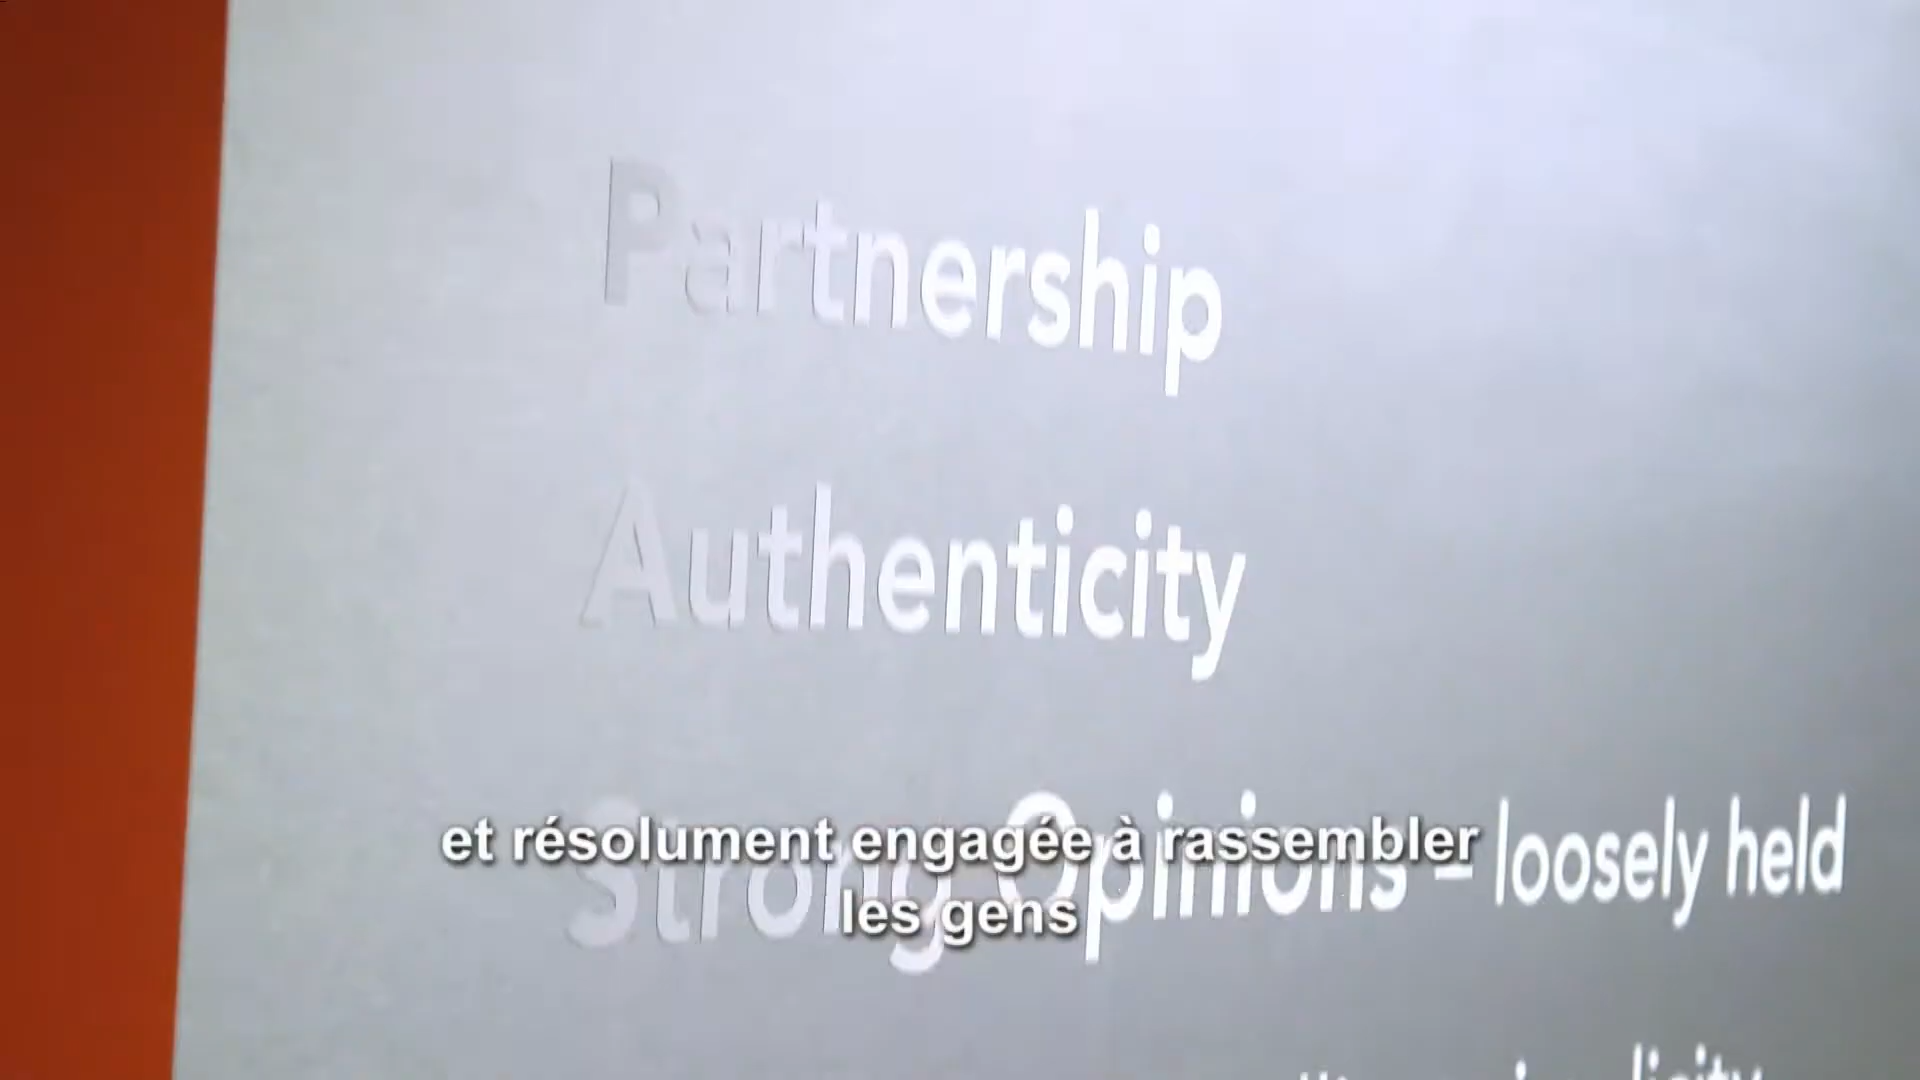 Partnership
Authenticity
Strong Opinions – loosely held
et résolument engagée à rassembler
les gens